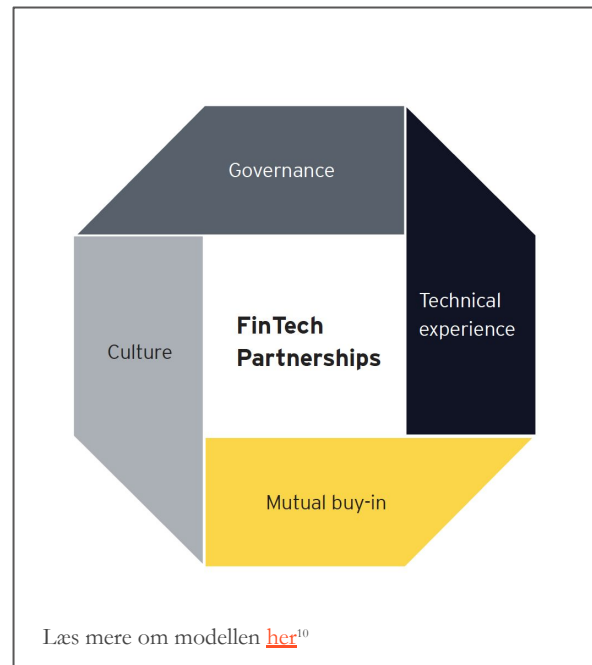 Governance
Technical
experience
FinTech
Partnerships
Culture
Mutual buy-in
Læs mere om modellen her¹⁰